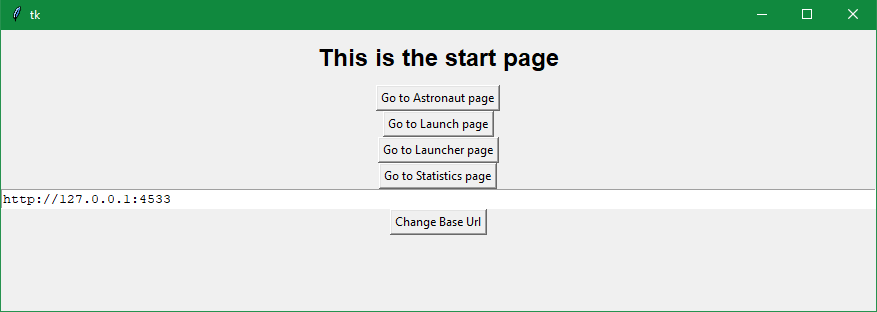 tk
This is the start page
Go to Astronaut page
Go to Launch page
Go to Launcher page
Go to Statistics page
http://127.0.0.1:4533
Change Base Url